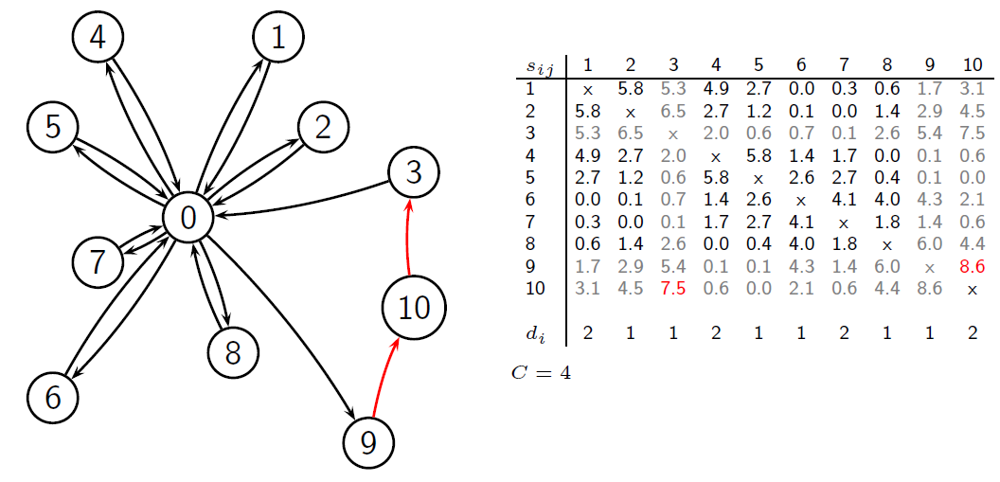 4
1
5
2
3
0
7
10
8
6
9
s_{ij} 1 2 3 4 5 6 7 8 9 10
1 x 5.8 5.3 4.9 2.7 0.0 0.3 0.6 1.7 3.1
2 5.8 x 6.5 2.7 1.2 0.1 0.0 1.4 2.9 4.5
3 5.3 6.5 x 2.0 0.6 0.7 0.1 2.6 5.4 7.5
4 4.9 2.7 2.0 x 5.8 1.4 1.7 0.0 0.1 0.6
5 2.7 1.2 0.6 5.8 x 2.6 2.7 0.4 0.1 0.0
6 0.0 0.1 0.7 1.4 2.6 x 4.1 4.0 4.3 2.1
7 0.3 0.0 0.1 1.7 2.7 4.1 x 1.8 1.4 0.6
8 0.6 1.4 2.6 0.0 0.4 4.0 1.8 x 6.0 4.4
9 1.7 2.9 5.4 0.1 0.1 4.3 1.4 6.0 x 8.6
10 3.1 4.5 7.5 0.6 0.0 2.1 0.6 4.4 8.6 x
d_i 2 1 1 2 1 1 2 1 1 2
C = 4